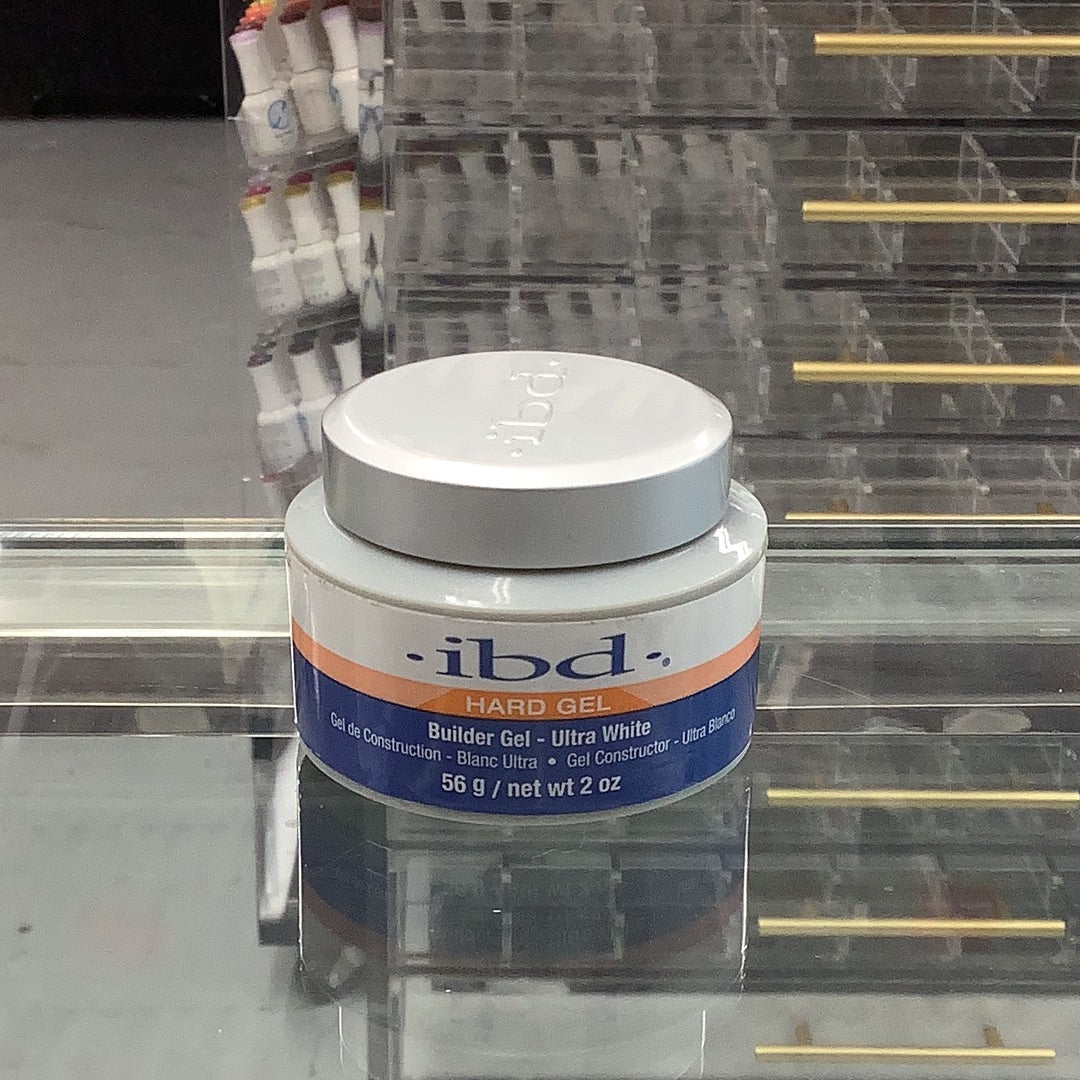 ·ibd·
·ibd·
HARD GEL
Builder Gel - Ultra White
Gel de Construction - Blanc Ultra • Gel Constructor - Ultra Blanco
56 g / net wt 2 oz